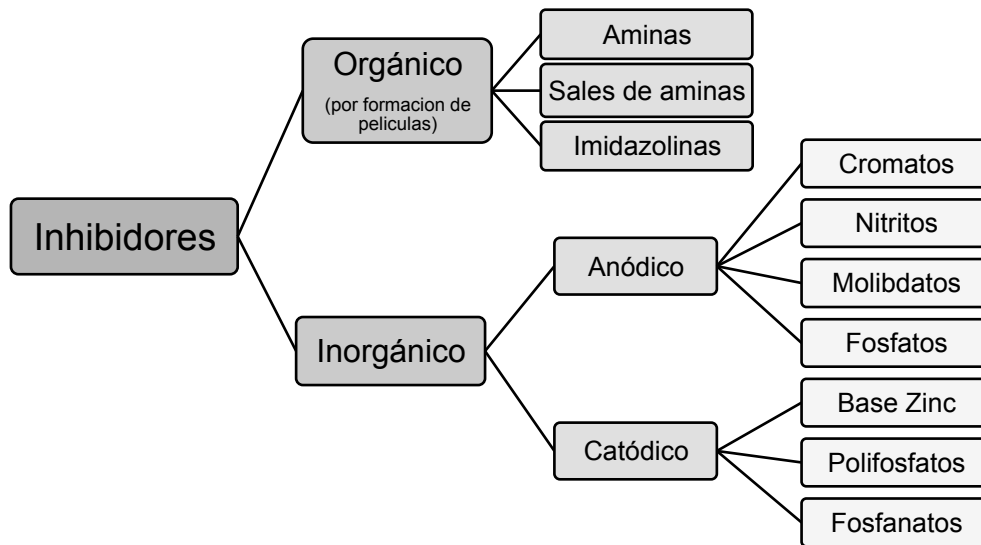 Inhibidores
Orgánico
(por formacion de
peliculas)
Aminas
Sales de aminas
Imidazolinas
Inorgánico
Anódico
Cromatos
Nitritos
Molibdatos
Fosfatos
Catódico
Base Zinc
Polifosfatos
Fosfanatos